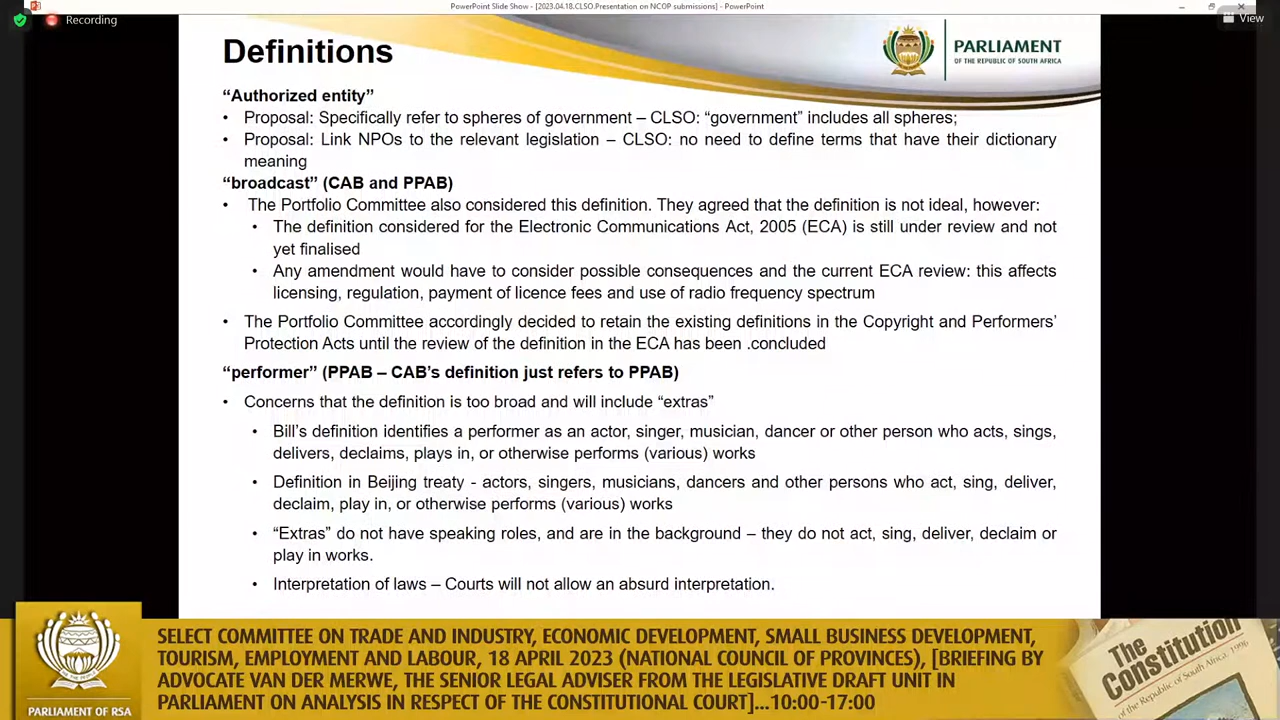 PowerPoint Slide Show - [2023.04.18.CLSO.Presentation on NCOP submissions] - PowerPoint
Recording
View
Definitions
PARLIAMENT
OF THE REPUBLIC OF SOUTH AFRICA
“Authorized entity”
• Proposal: Specifically refer to spheres of government – CLSO: “government” includes all spheres;
• Proposal: Link NPOs to the relevant legislation – CLSO: no need to define terms that have their dictionary
meaning
“broadcast” (CAB and PPAB)
• The Portfolio Committee also considered this definition. They agreed that the definition is not ideal, however:
• The definition considered for the Electronic Communications Act, 2005 (ECA) is still under review and not
yet finalised
• Any amendment would have to consider possible consequences and the current ECA review: this affects
licensing, regulation, payment of licence fees and use of radio frequency spectrum
• The Portfolio Committee accordingly decided to retain the existing definitions in the Copyright and Performers’
Protection Acts until the review of the definition in the ECA has been .concluded
“performer” (PPAB – CAB’s definition just refers to PPAB)
• Concerns that the definition is too broad and will include “extras”
• Bill’s definition identifies a performer as an actor, singer, musician, dancer or other person who acts, sings,
delivers, declaims, plays in, or otherwise performs (various) works
• Definition in Beijing treaty - actors, singers, musicians, dancers and other persons who act, sing, deliver,
declaim, play in, or otherwise performs (various) works
• “Extras” do not have speaking roles, and are in the background – they do not act, sing, deliver, declaim or
play in works.
• Interpretation of laws – Courts will not allow an absurd interpretation.
SELECT COMMITTEE ON TRADE AND INDUSTRY, ECONOMIC DEVELOPMENT, SMALL BUSINESS DEVELOPMENT,
TOURISM, EMPLOYMENT AND LABOUR, 18 APRIL 2023 (NATIONAL COUNCIL OF PROVINCES), [BRIEFING BY
ADVOCATE VAN DER MERWE, THE SENIOR LEGAL ADVISER FROM THE LEGISLATIVE DRAFT UNIT IN
PARLIAMENT ON ANALYSIS IN RESPECT OF THE CONSTITUTIONAL COURT]...10:00-17:00
PARLIAMENT OF RSA
The
Constitution
of the Republic of South Africa, 1996